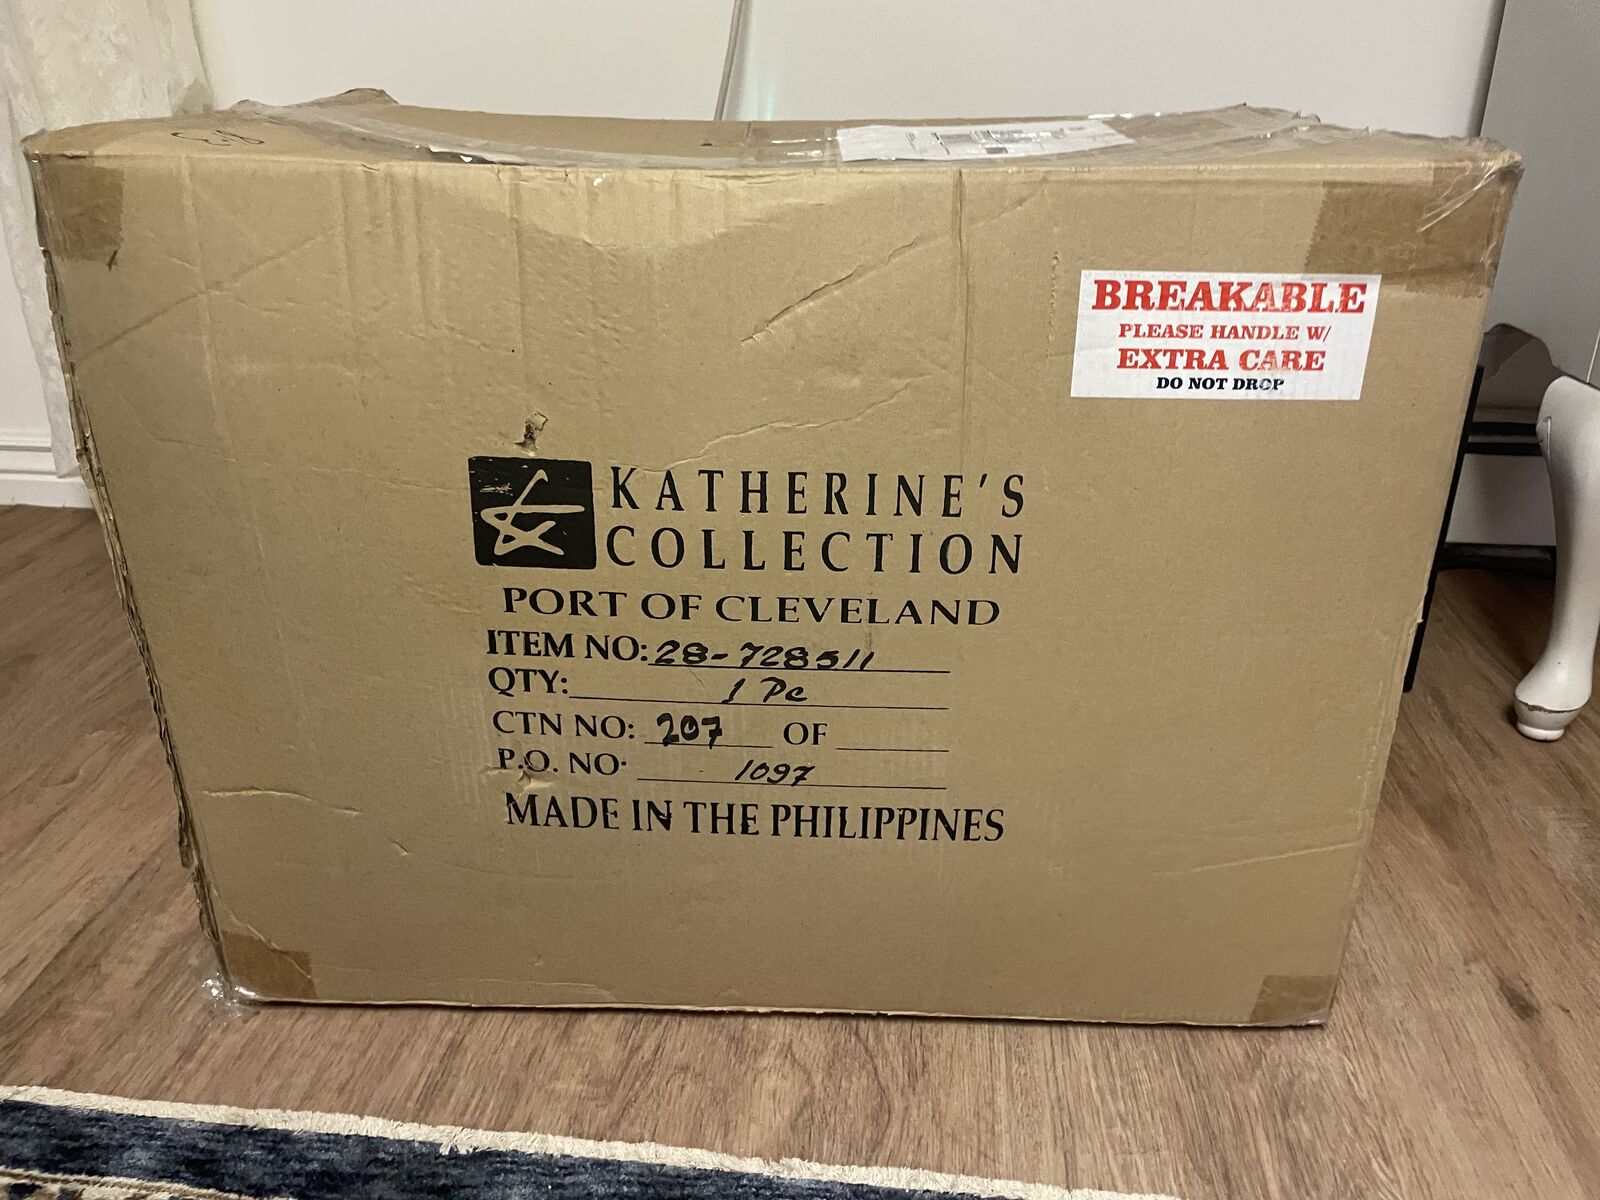 BREAKABLE
PLEASE HANDLE W/
EXTRA CARE
DO NOT DROP
KATHERINE'S
COLLECTION
PORT OF CLEVELAND
ITEM NO: 28-728511
QTY: 1 Pc
CTN NO: 207 OF
P.O. NO. 1097
MADE IN THE PHILIPPINES